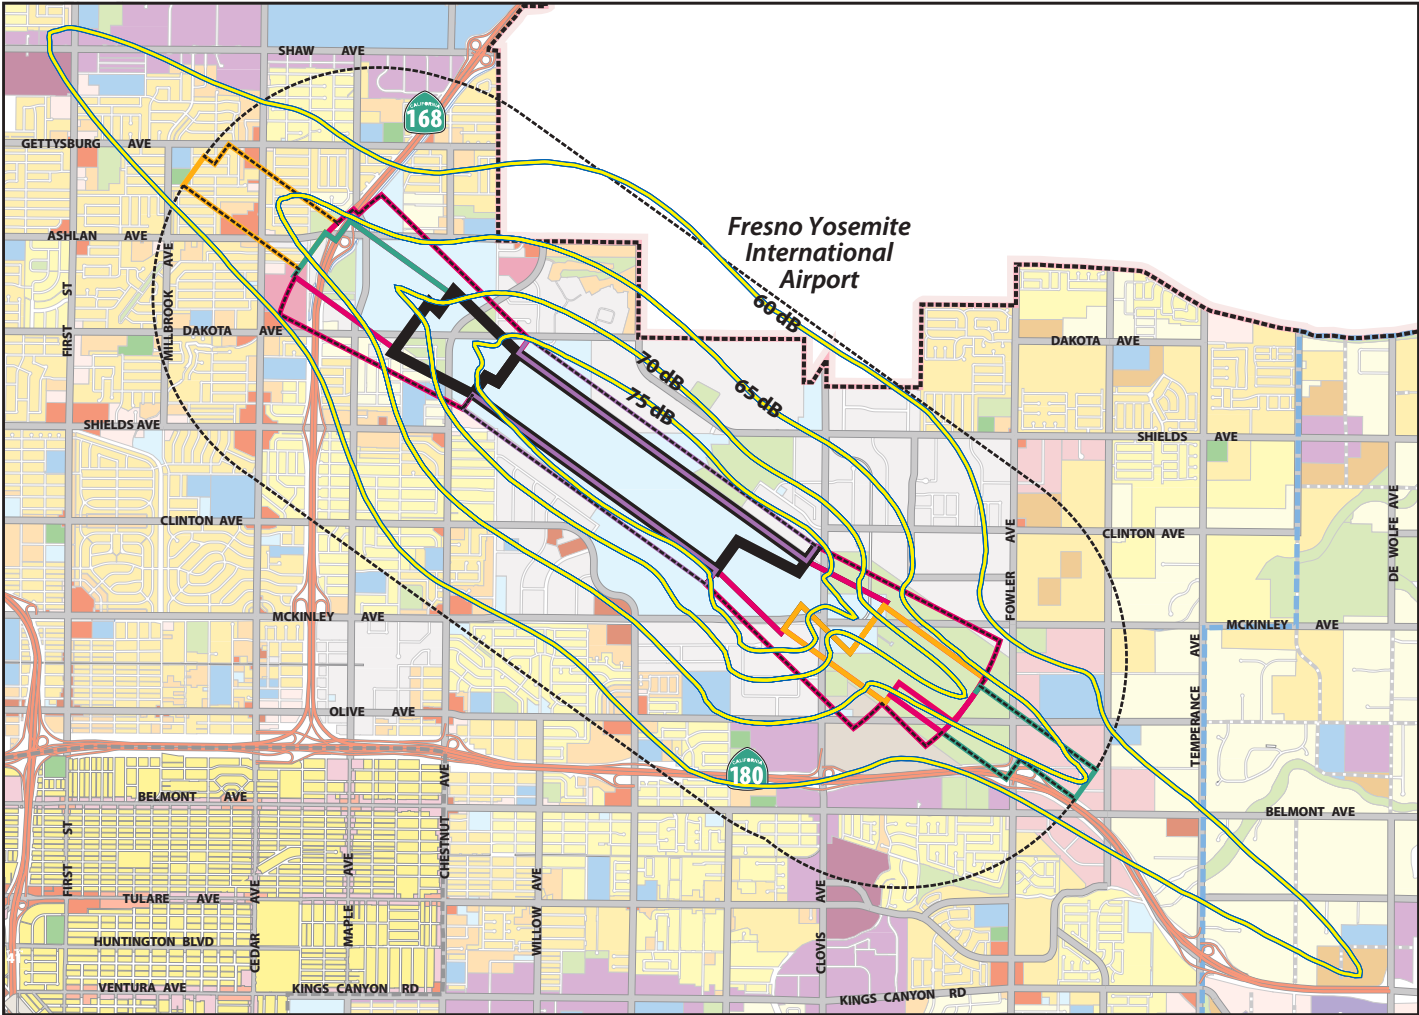 SHAW AVE
CALIFORNIA
168
GETTYSBURG AVE
ASHLAN AVE
Fresno Yosemite
International
Airport
60 dB
FIRST ST
MILLBROOK AVE
DAKOTA AVE
DAKOTA AVE
70 dB
65 dB
75 dB
SHIELDS AVE
SHIELDS AVE
CLINTON AVE
CLINTON AVE
FOWLER AVE
DE WOLFE AVE
MCKINLEY AVE
MCKINLEY AVE
TEMPERANCE AVE
OLIVE AVE
CALIFORNIA
180
BELMONT AVE
BELMONT AVE
FIRST ST
CEDAR AVE
MAPLE AVE
CHESTNUT AVE
WILLOW AVE
CLOVIS AVE
TULARE AVE
HUNTINGTON BLVD
41
VENTURA AVE
KINGS CANYON RD
KINGS CANYON RD